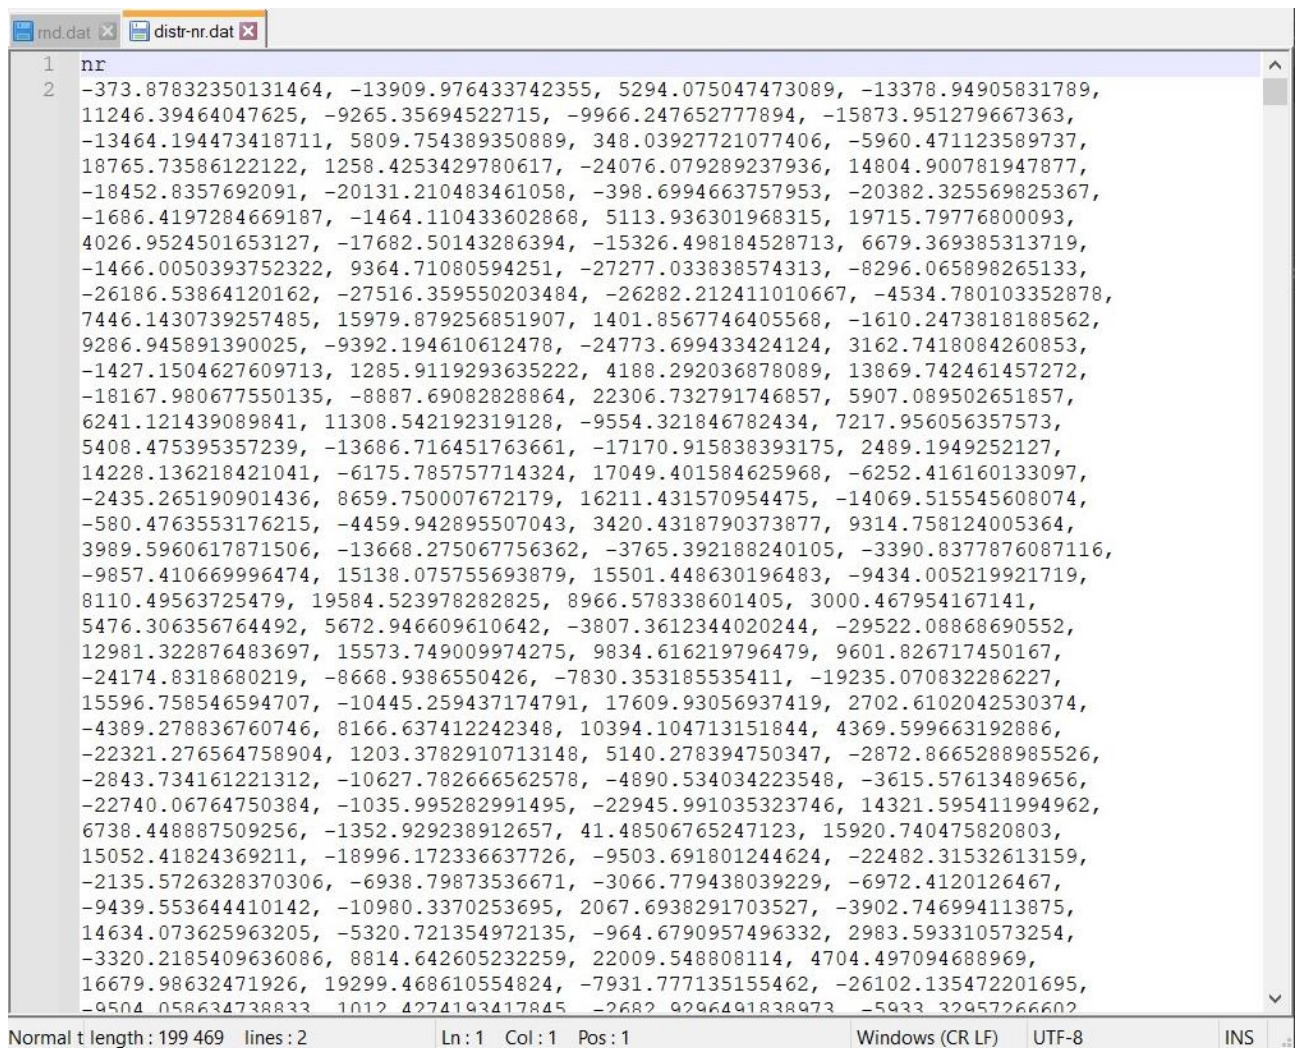 rnd.dat distr-nr.dat
1 nr
2 -373.87832350131464, -13909.976433742355, 5294.075047473089, -13378.94905831789,
11246.39464047625, -9265.35694522715, -9966.247652777894, -15873.951279667363,
-13464.194473418711, 5809.754389350889, 348.03927721077406, -5960.471123589737,
18765.73586122122, 1258.4253429780617, -24076.079289237936, 14804.900781947877,
-18452.8357692091, -20131.210483461058, -398.6994663757953, -20382.325569825367,
-1686.4197284669187, -1464.110433602868, 5113.936301968315, 19715.79776800093,
4026.9524501653127, -17682.50143286394, -15326.498184528713, 6679.369385313719,
-1466.0050393752322, 9364.71080594251, -27277.033838574313, -8296.065898265133,
-26186.53864120162, -27516.359550203484, -26282.212411010667, -4534.780103352878,
7446.1430739257485, 15979.879256851907, 1401.8567746405568, -1610.2473818188562,
9286.945891390025, -9392.194610612478, -24773.699433424124, 3162.7418084260853,
-1427.1504627609713, 1285.9119293635222, 4188.292036878089, 13869.742461457272,
-18167.980677550135, -8887.69082828864, 22306.732791746857, 5907.089502651857,
6241.121439089841, 11308.542192319128, -9554.321846782434, 7217.956056357573,
5408.475395357239, -13686.716451763661, -17170.915838393175, 2489.1949252127,
14228.136218421041, -6175.785757714324, 17049.401584625968, -6252.416160133097,
-2435.265190901436, 8659.750007672179, 16211.431570954475, -14069.515545608074,
-580.4763553176215, -4459.942895507043, 3420.4318790373877, 9314.758124005364,
3989.5960617871506, -13668.275067756362, -3765.392188240105, -3390.8377876087116,
-9857.410669996474, 15138.075755693879, 15501.448630196483, -9434.005219921719,
8110.49563725479, 19584.523978282825, 8966.578338601405, 3000.467954167141,
5476.306356764492, 5672.946609610642, -3807.3612344020244, -29522.08868690552,
12981.322876483697, 15573.749009974275, 9834.616219796479, 9601.826717450167,
-24174.8318680219, -8668.9386550426, -7830.353185535411, -19235.070832286227,
15596.758546594707, -10445.259437174791, 17609.93056937419, 2702.6102042530374,
-4389.278836760746, 8166.637412242348, 10394.104713151844, 4369.599663192886,
-22321.276564758904, 1203.3782910713148, 5140.278394750347, -2872.8665288985526,
-2843.734161221312, -10627.782666562578, -4890.534034223548, -3615.57613489656,
-22740.06764750384, -1035.995282991495, -22945.991035323746, 14321.595411994962,
6738.448887509256, -1352.929238912657, 41.48506765247123, 15920.740475820803,
15052.41824369211, -18996.172336637726, -9503.691801244624, -22482.31532613159,
-2135.5726328370306, -6938.79873536671, -3066.779438039229, -6972.4120126467,
-9439.553644410142, -10980.3370253695, 2067.6938291703527, -3902.746994113875,
14634.073625963205, -5320.721354972135, -964.6790957496332, 2983.593310573254,
-3320.2185409636086, 8814.642605232259, 22009.548808114, 4704.497094688969,
16679.98632471926, 19299.468610554824, -7931.777135155462, -26102.135472201695,
-9504.058634738833, 1012.4274193417845, -2682.9296491838973, -5933.32957266602
Normal t length : 199 469 lines : 2 Ln : 1 Col : 1 Pos : 1 Windows (CR LF) UTF-8 INS